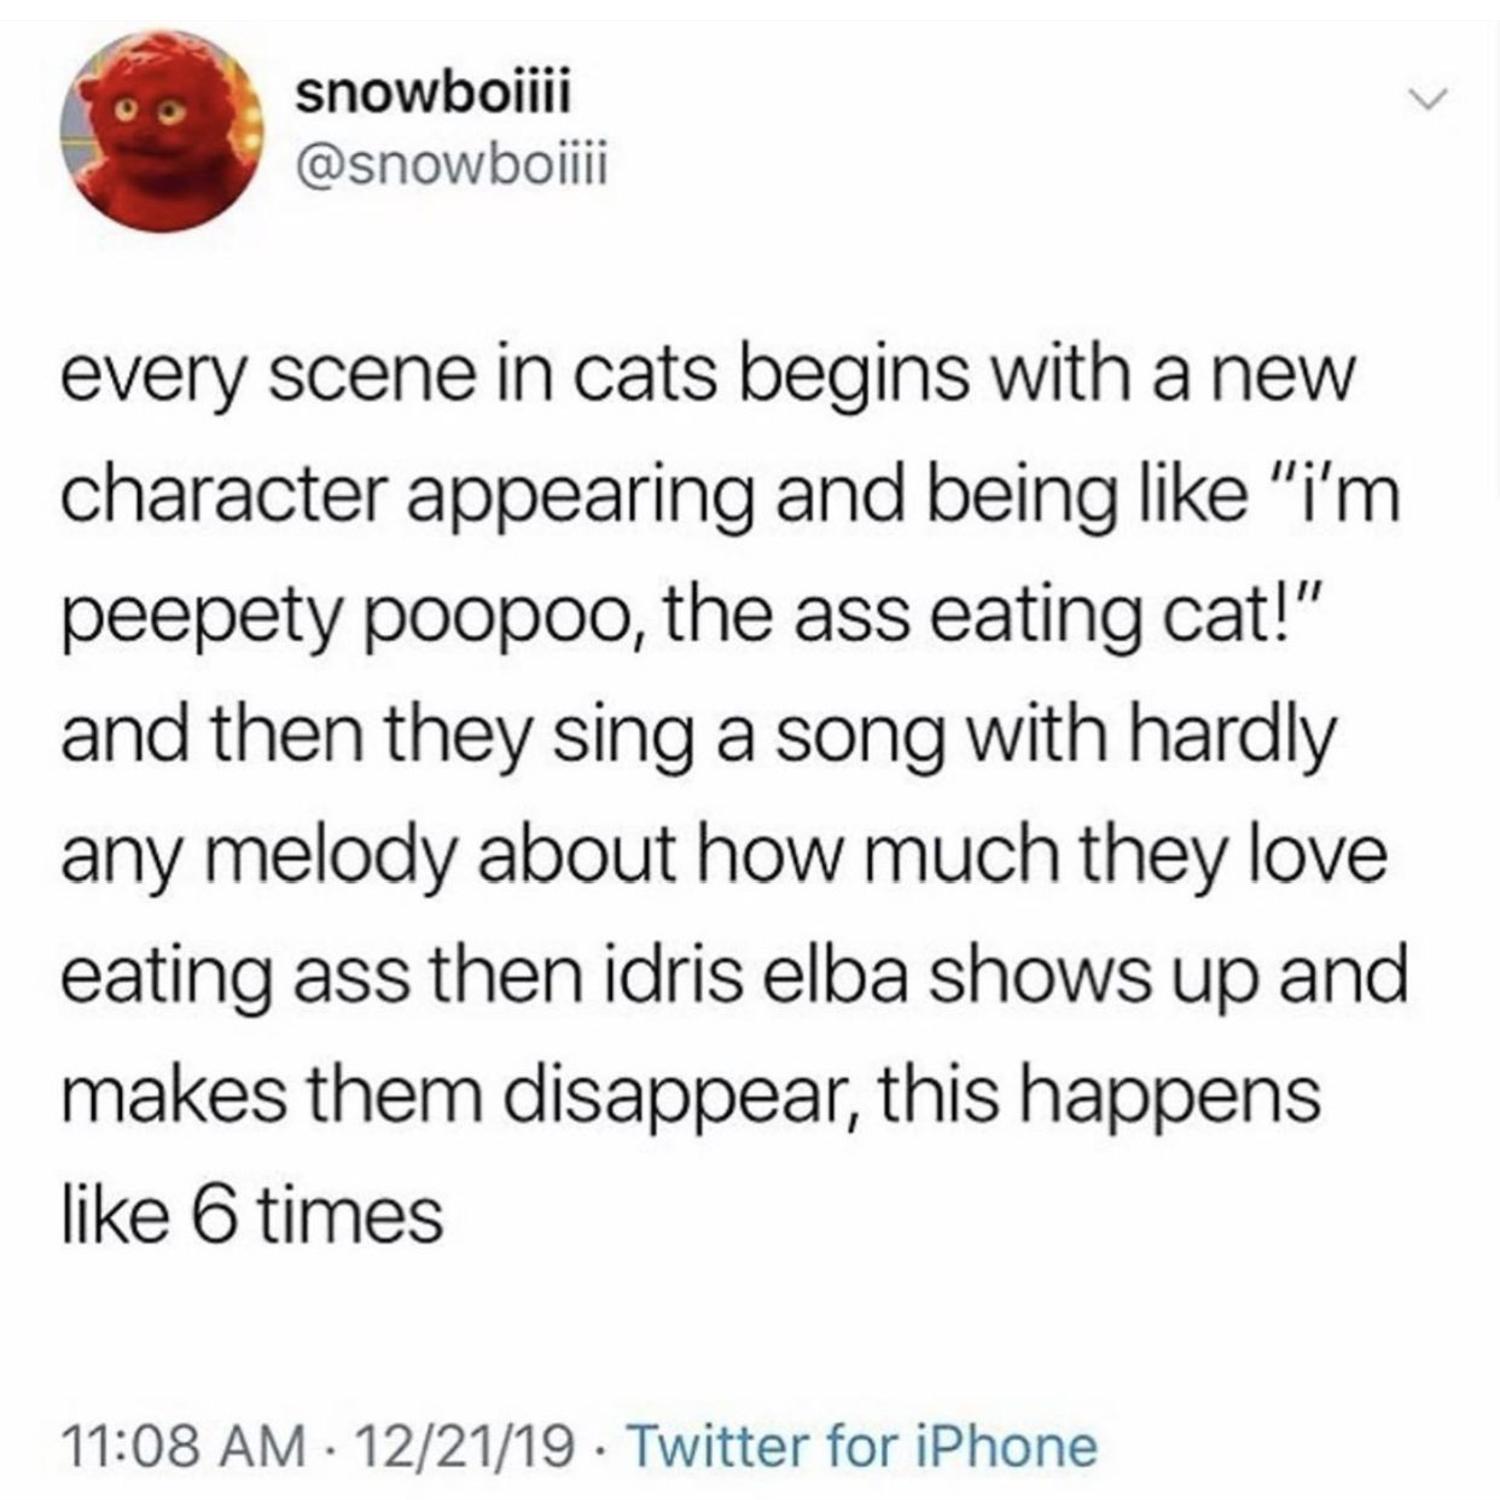 snowboiiii
@snowboiiii
every scene in cats begins with a new
character appearing and being like "i'm
peepety poopoo, the ass eating cat!"
and then they sing a song with hardly
any melody about how much they love
eating ass then idris elba shows up and
makes them disappear, this happens
like 6 times
11:08 AM · 12/21/19 · Twitter for iPhone